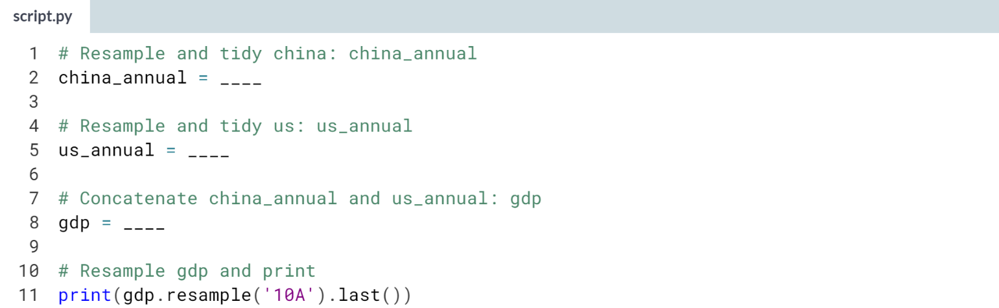 script.py
1 # Resample and tidy china: china_annual
2 china_annual = ____
3
4 # Resample and tidy us: us_annual
5 us_annual = ____
6
7 # Concatenate china_annual and us_annual: gdp
8 gdp = ____
9
10 # Resample gdp and print
11 print(gdp.resample('10A').last())